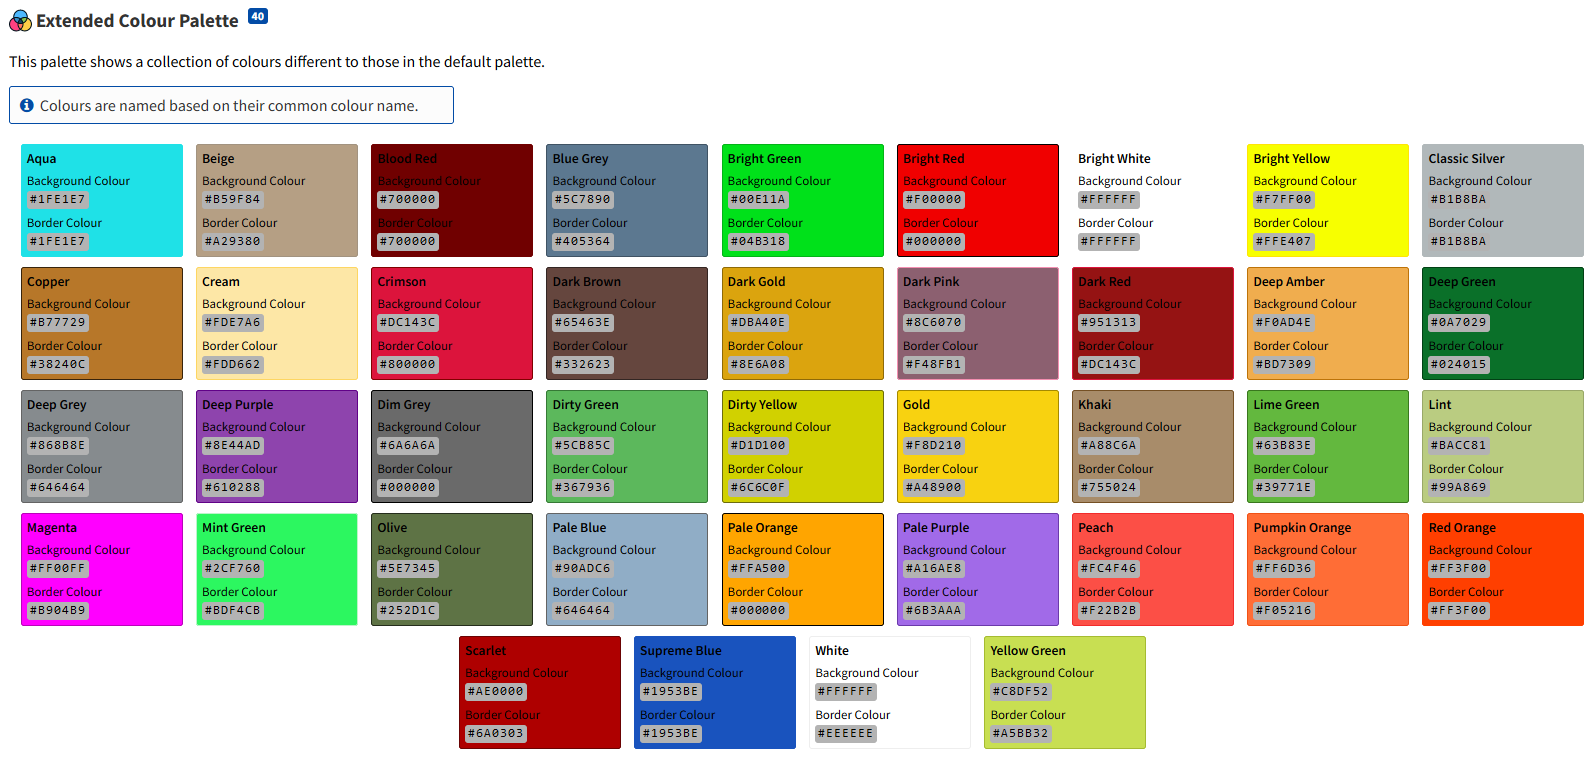 Extended Colour Palette 40
This palette shows a collection of colours different to those in the default palette.
Colours are named based on their common colour name.
Aqua
Background Colour
#1FE1E7
Border Colour
#1FE1E7
Beige
Background Colour
#B59F84
Border Colour
#A29380
Blood Red
Background Colour
#700000
Border Colour
#700000
Blue Grey
Background Colour
#5C7890
Border Colour
#405364
Bright Green
Background Colour
#00E11A
Border Colour
#04B318
Bright Red
Background Colour
#F00000
Border Colour
#000000
Bright White
Background Colour
#FFFFFF
Border Colour
#FFFFFF
Bright Yellow
Background Colour
#F7FF00
Border Colour
#FFE407
Classic Silver
Background Colour
#B1B8BA
Border Colour
#B1B8BA
Copper
Background Colour
#B77729
Border Colour
#38240C
Cream
Background Colour
#FDE7A6
Border Colour
#FDD662
Crimson
Background Colour
#DC143C
Border Colour
#800000
Dark Brown
Background Colour
#65463E
Border Colour
#332623
Dark Gold
Background Colour
#DBA40E
Border Colour
#8E6A08
Dark Pink
Background Colour
#8C6070
Border Colour
#F48FB1
Dark Red
Background Colour
#951313
Border Colour
#DC143C
Deep Amber
Background Colour
#F0AD4E
Border Colour
#BD7309
Deep Green
Background Colour
#0A7029
Border Colour
#024015
Deep Grey
Background Colour
#868B8E
Border Colour
#646464
Deep Purple
Background Colour
#8E44AD
Border Colour
#610288
Dim Grey
Background Colour
#6A6A6A
Border Colour
#000000
Dirty Green
Background Colour
#5CB85C
Border Colour
#367936
Dirty Yellow
Background Colour
#D1D100
Border Colour
#6C6C0F
Gold
Background Colour
#F8D210
Border Colour
#A48900
Khaki
Background Colour
#A88C6A
Border Colour
#755024
Lime Green
Background Colour
#63B83E
Border Colour
#39771E
Lint
Background Colour
#BACC81
Border Colour
#99A869
Magenta
Background Colour
#FF00FF
Border Colour
#B904B9
Mint Green
Background Colour
#2CF760
Border Colour
#BDF4CB
Olive
Background Colour
#5E7345
Border Colour
#252D1C
Pale Blue
Background Colour
#90ADC6
Border Colour
#646464
Pale Orange
Background Colour
#FFA500
Border Colour
#000000
Pale Purple
Background Colour
#A16AE8
Border Colour
#6B3AAA
Peach
Background Colour
#FC4F46
Border Colour
#F22B2B
Pumpkin Orange
Background Colour
#FF6D36
Border Colour
#F05216
Red Orange
Background Colour
#FF3F00
Border Colour
#FF3F00
Scarlet
Background Colour
#AE0000
Border Colour
#6A0303
Supreme Blue
Background Colour
#1953BE
Border Colour
#1953BE
White
Background Colour
#FFFFFF
Border Colour
#EEEEEE
Yellow Green
Background Colour
#C8DF52
Border Colour
#A5BB32